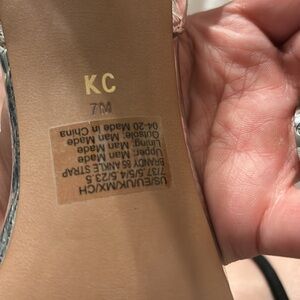 KC
7M
US/EU/UK/MX/CH
7/37.5/5/4.5/23.5
BRANDY 85 ANKLE STRAP
Upper: Man Made
Lining: Man Made
Outsole: Man Made
04-20 Made in China